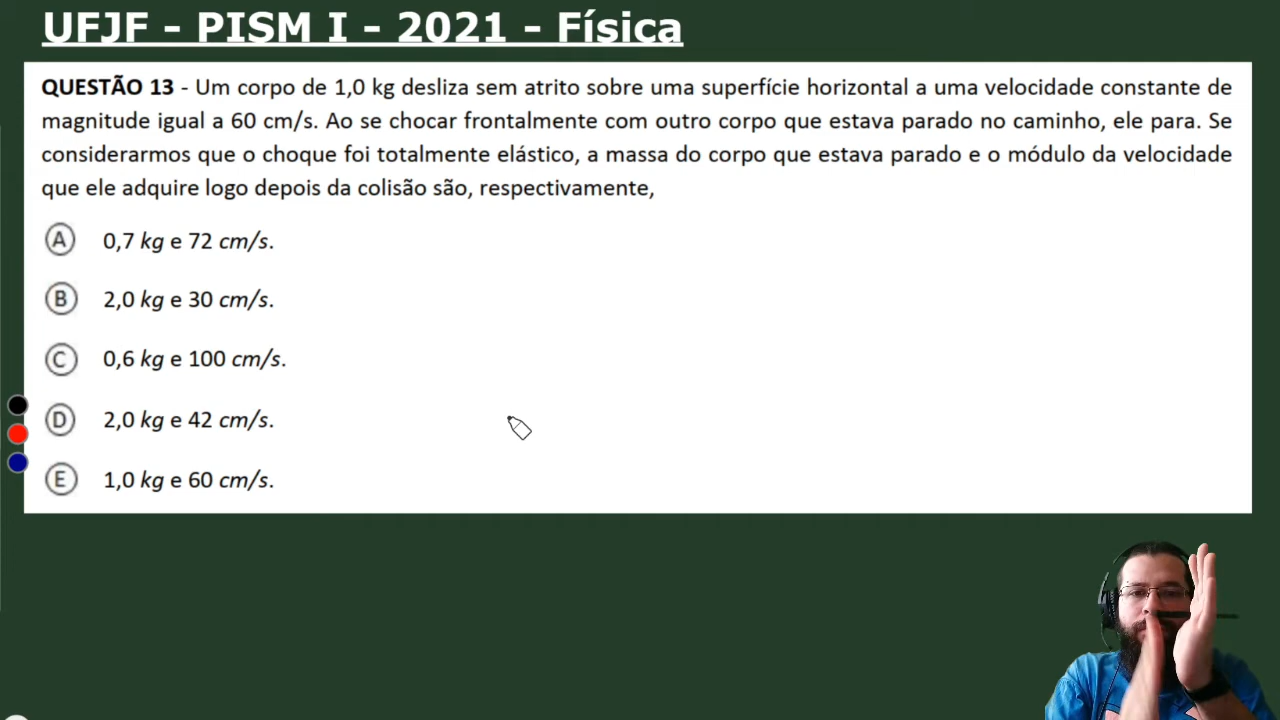 UFJF - PISM I - 2021 - Física
QUESTÃO 13 - Um corpo de 1,0 kg desliza sem atrito sobre uma superfície horizontal a uma velocidade constante de
magnitude igual a 60 cm/s. Ao se chocar frontalmente com outro corpo que estava parado no caminho, ele para. Se
considerarmos que o choque foi totalmente elástico, a massa do corpo que estava parado e o módulo da velocidade
que ele adquire logo depois da colisão são, respectivamente,
A 0,7 kg e 72 cm/s.
B 2,0 kg e 30 cm/s.
C 0,6 kg e 100 cm/s.
D 2,0 kg e 42 cm/s.
E 1,0 kg e 60 cm/s.